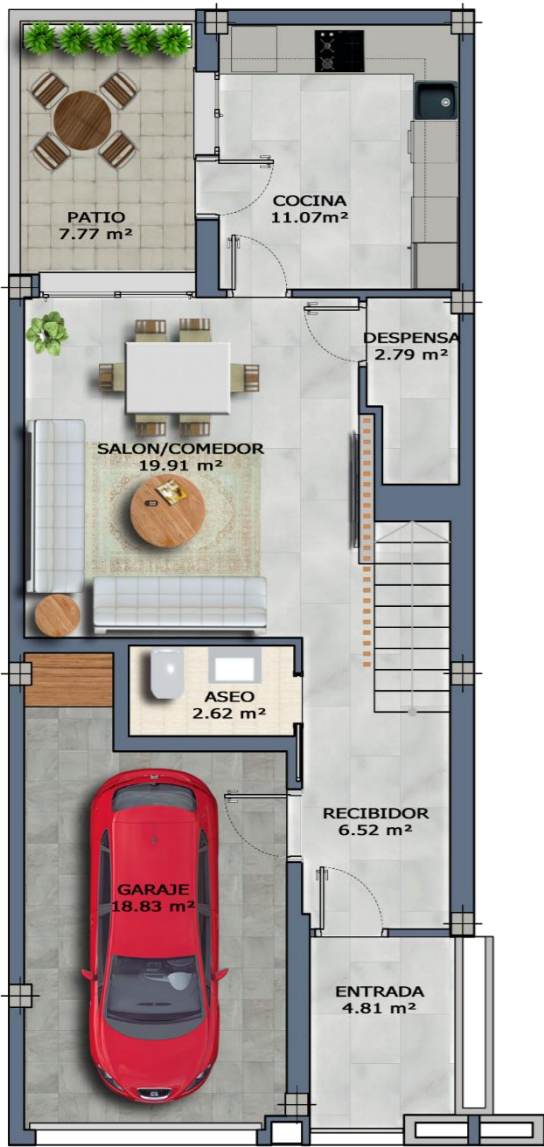 COCINA
11.07m²
PATIO
7.77 m²
DESPENSA
2.79 m²
SALON/COMEDOR
19.91 m²
ASEO
2.62 m²
RECIBIDOR
6.52 m²
GARAJE
18.83 m²
ENTRADA
4.81 m²